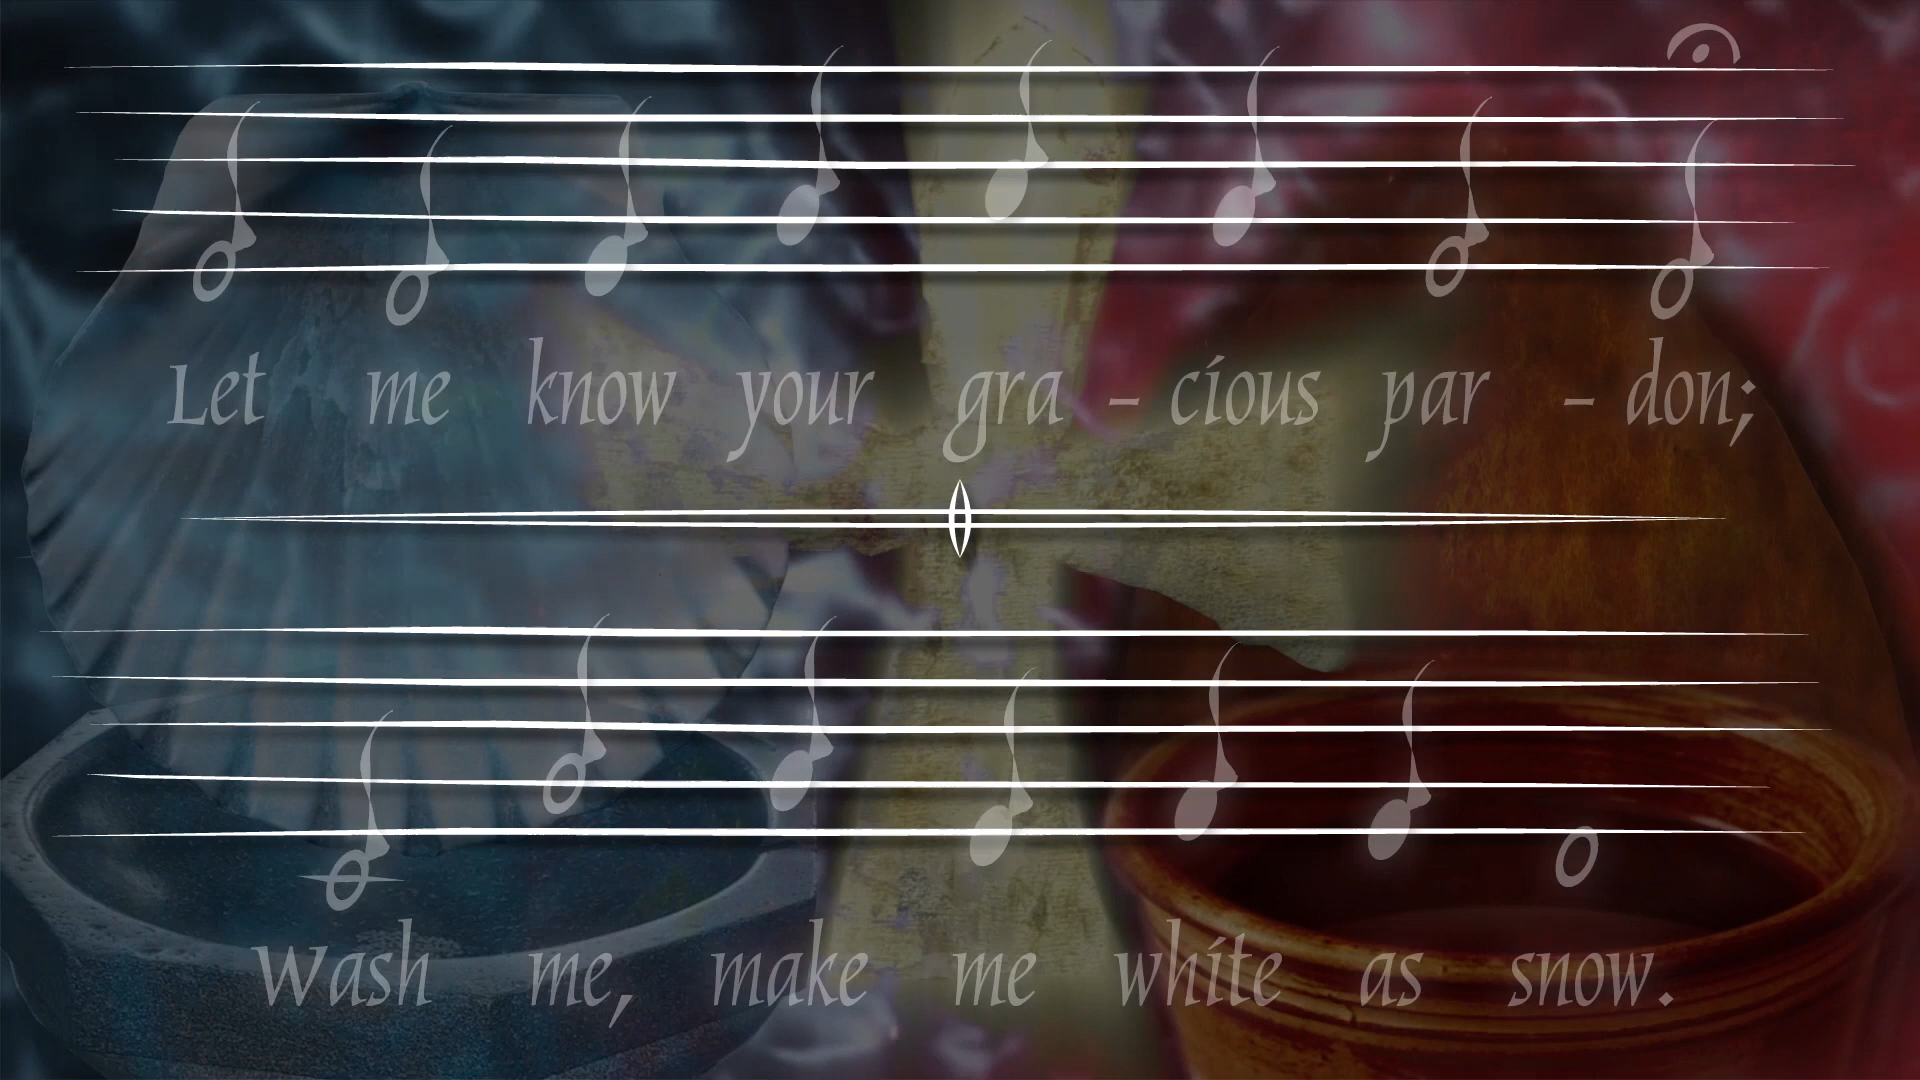 Let me know your gra – cious par – don;
Wash me, make me white as snow.